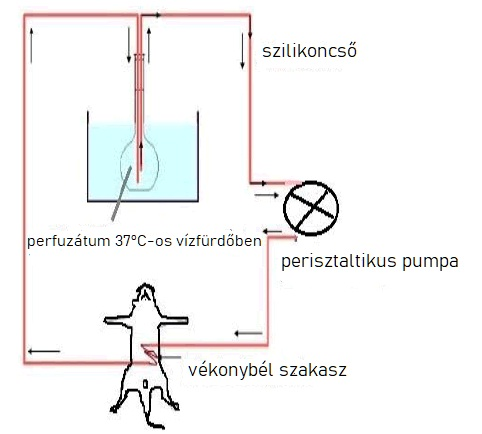 szilikoncső
perfuzátum 37°C-os vízfürdőben
perisztaltikus pumpa
vékonybél szakasz